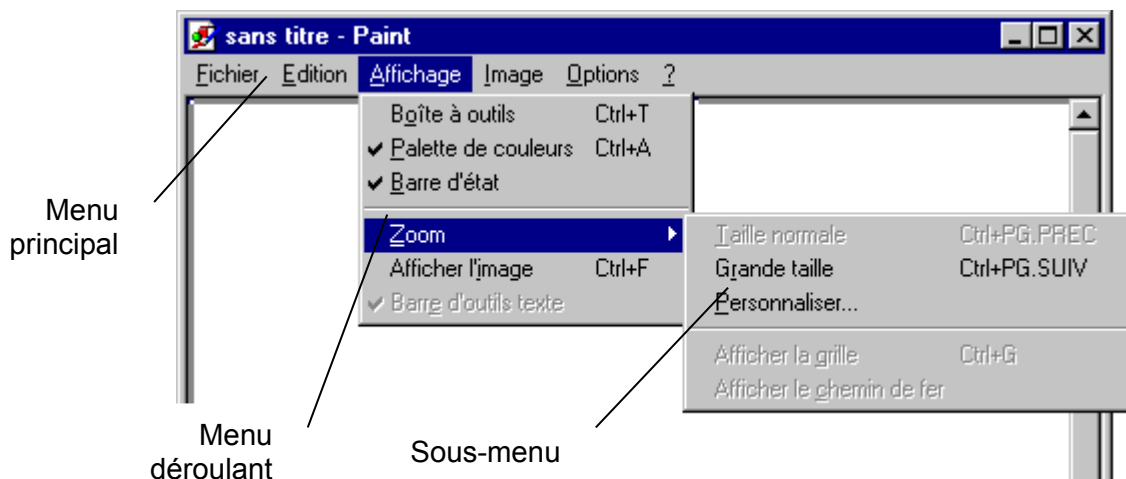 sans titre - Paint
Fichier Edition Affichage Image Options ?
Boîte à outils Ctrl+T
Palette de couleurs Ctrl+A
Barre d'état
Zoom
Afficher l'image Ctrl+F
Barre d'outils texte
Taille normale Ctrl+PG.PREC
Grande taille Ctrl+PG.SUIV
Personnaliser...
Afficher la grille Ctrl+G
Afficher le chemin de fer
Menu
principal
Menu
déroulant
Sous-menu